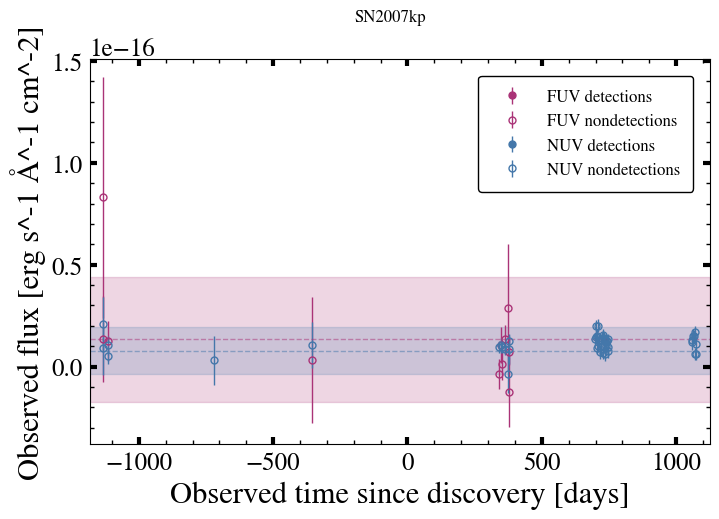 SN2007kp
1e−16
1.5
1.0
0.5
0.0
Observed flux [erg s^-1 Å^-1 cm^-2]
FUV detections
FUV nondetections
NUV detections
NUV nondetections
−1000 −500 0 500 1000
Observed time since discovery [days]